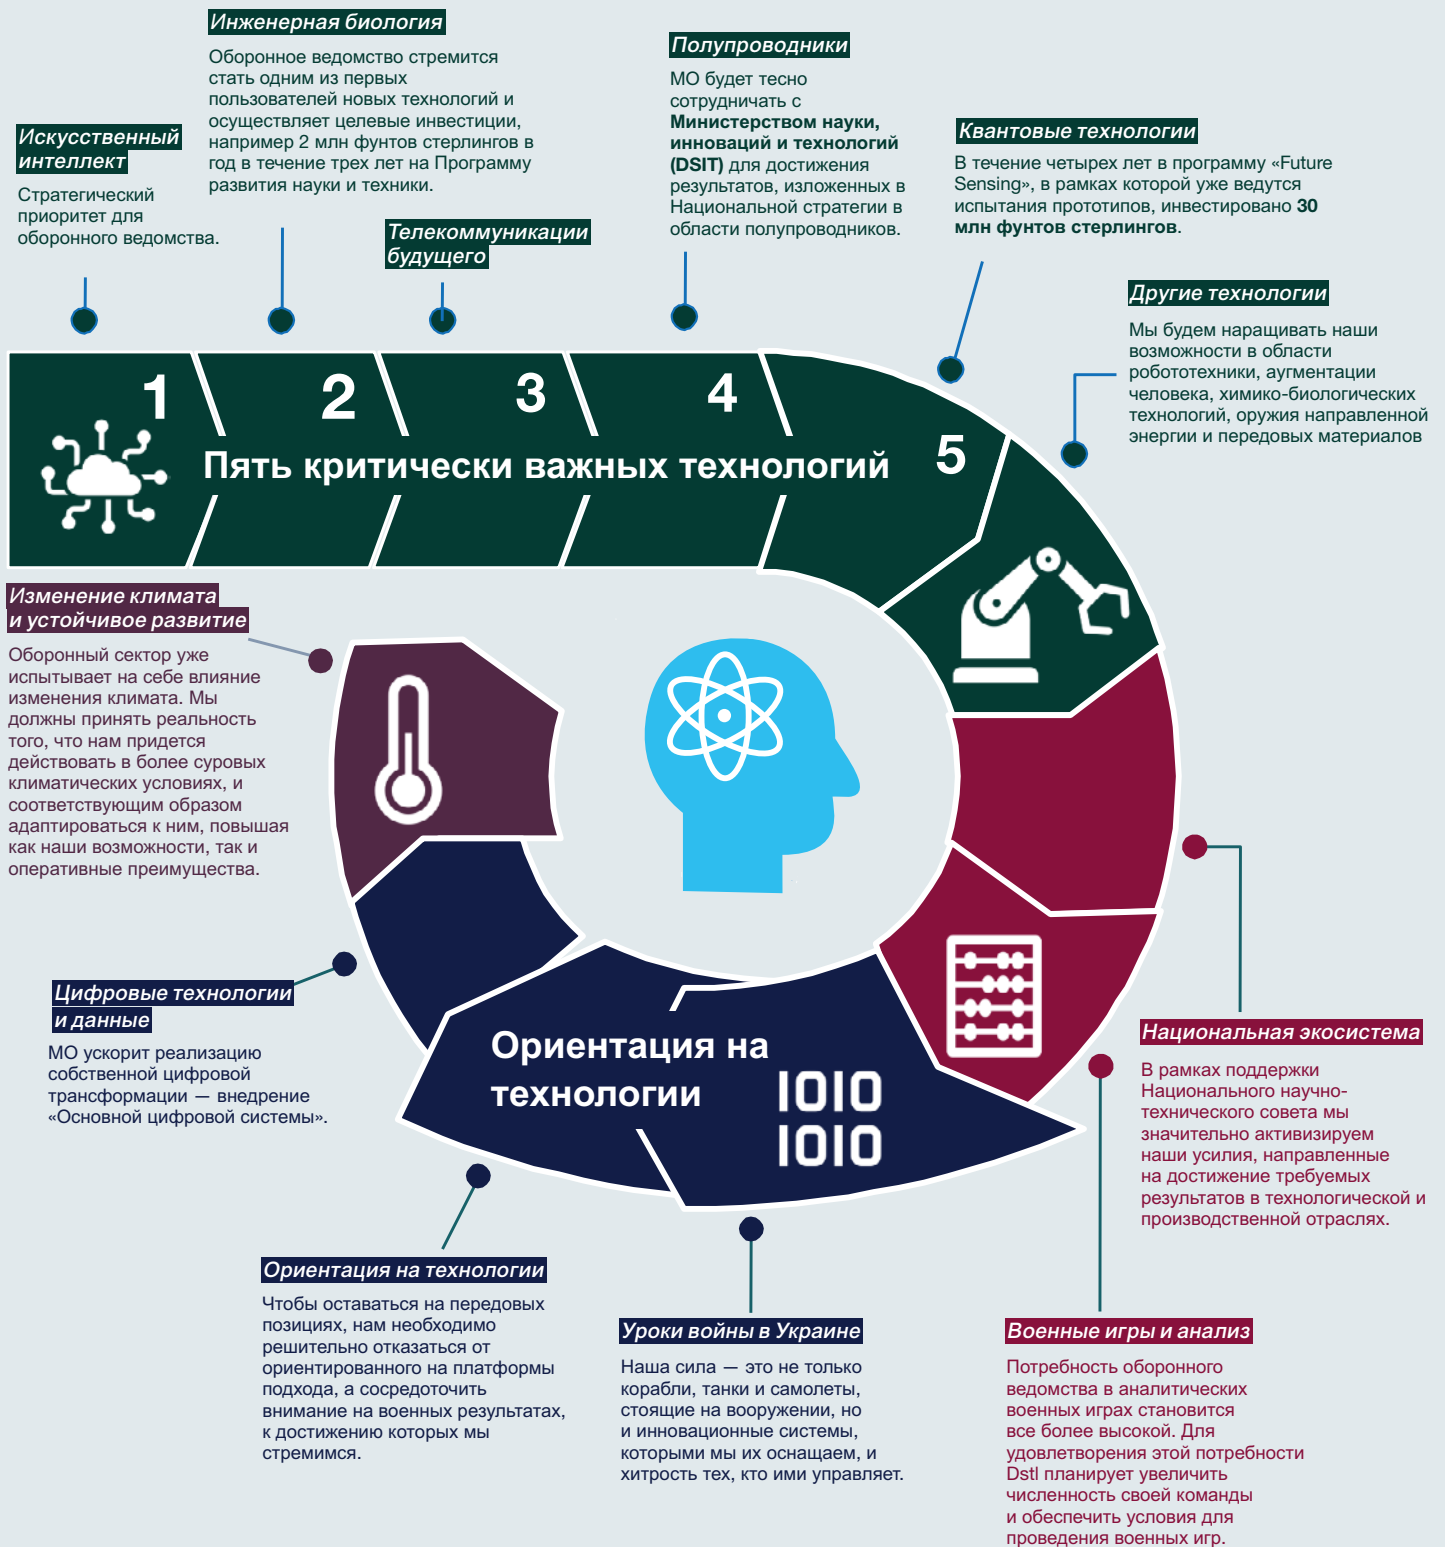 Инженерная биология
Оборонное ведомство стремится
стать одним из первых
пользователей новых технологий и
осуществляет целевые инвестиции,
например 2 млн фунтов стерлингов в
год в течение трех лет на Программу
развития науки и техники.
Полупроводники
МО будет тесно
сотрудничать с
Министерством науки,
инноваций и технологий
(DSIT) для достижения
результатов, изложенных в
Национальной стратегии в
области полупроводников.
Искусственный
интеллект
Стратегический
приоритет для
оборонного ведомства.
Квантовые технологии
В течение четырех лет в программу «Future
Sensing», в рамках которой уже ведутся
испытания прототипов, инвестировано 30
млн фунтов стерлингов.
Телекоммуникации
будущего
Другие технологии
Мы будем наращивать наши
возможности в области
робототехники, аугментации
человека, химико-биологических
технологий, оружия направленной
энергии и передовых материалов
1
2
3
4
5
Пять критически важных технологий
Изменение климата
и устойчивое развитие
Оборонный сектор уже
испытывает на себе влияние
изменения климата. Мы
должны принять реальность
того, что нам придется
действовать в более суровых
климатических условиях, и
соответствующим образом
адаптироваться к ним, повышая
как наши возможности, так и
оперативные преимущества.
Цифровые технологии
и данные
МО ускорит реализацию
собственной цифровой
трансформации — внедрение
«Основной цифровой системы».
Ориентация на
технологии
1010
1010
Национальная экосистема
В рамках поддержки
Национального научно-
технического совета мы
значительно активизируем
наши усилия, направленные
на достижение требуемых
результатов в технологической и
производственной отраслях.
Ориентация на технологии
Чтобы оставаться на передовых
позициях, нам необходимо
решительно отказаться от
ориентированного на платформы
подхода, а сосредоточить
внимание на военных результатах,
к достижению которых мы
стремимся.
Уроки войны в Украине
Наша сила — это не только
корабли, танки и самолеты,
стоящие на вооружении, но
и инновационные системы,
которыми мы их оснащаем, и
хитрость тех, кто ими управляет.
Военные игры и анализ
Потребность оборонного
ведомства в аналитических
военных играх становится
все более высокой. Для
удовлетворения этой потребности
Dstl планирует увеличить
численность своей команды
и обеспечить условия для
проведения военных игр.